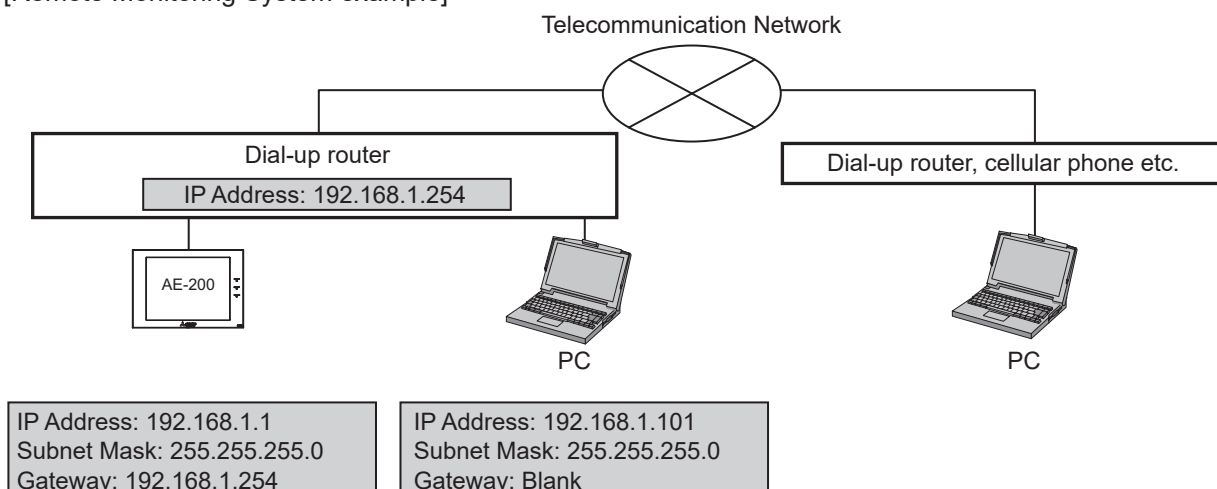 [Remote Monitoring System example]
Telecommunication Network
Dial-up router
IP Address: 192.168.1.254
Dial-up router, cellular phone etc.
AE-200
PC
PC
IP Address: 192.168.1.1
Subnet Mask: 255.255.255.0
Gateway: 192.168.1.254
IP Address: 192.168.1.101
Subnet Mask: 255.255.255.0
Gateway: Blank